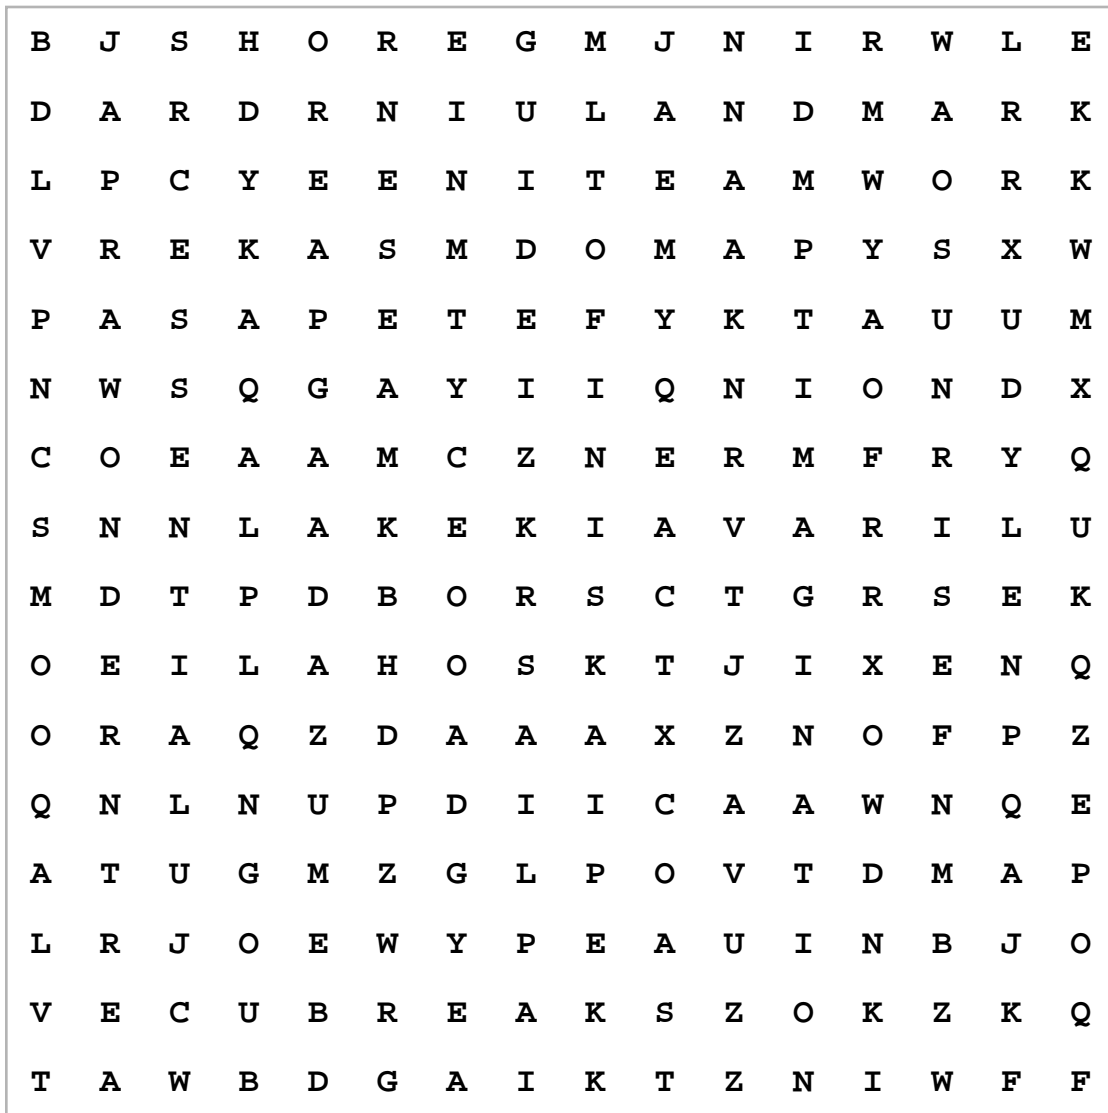 B J S H O R E G M J N I R W L E
D A R D R N I U L A N D M A R K
L P C Y E E N I T E A M W O R K
V R E K A S M D O M A P Y S X W
P A S A P E T E F Y K T A U U M
N W S Q G A Y I I Q N I O N D X
C O E A A M C Z N E R M F R Y Q
S N N L A K E K I A V A R I L U
M D T P D B O R S C T G R S E K
O E I L A H O S K T J I X E N Q
O R A Q Z D A A A X Z N O F P Z
Q N L N U P D I I C A A W N Q E
A T U G M Z G L P O V T D M A P
L R J O E W Y P E A U I N B J O
V E C U B R E A K S Z O K Z K Q
T A W B D G A I K T Z N I W F F